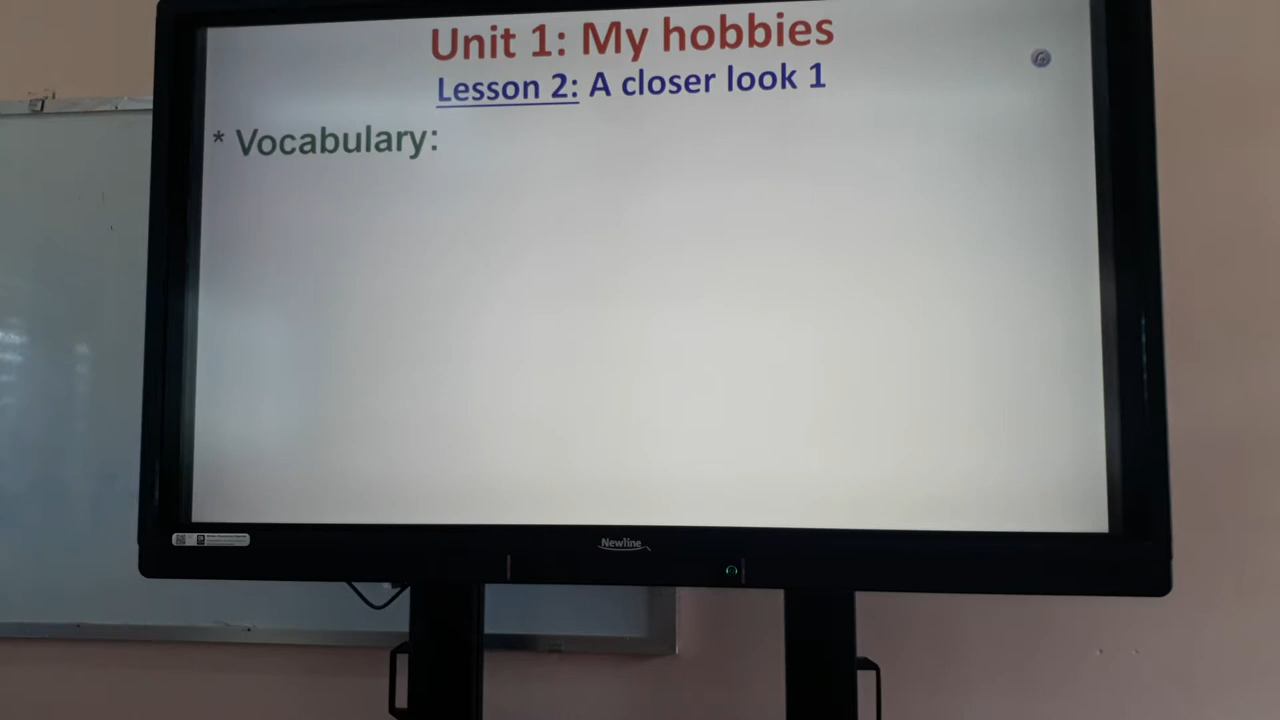 Unit 1: My hobbies
Lesson 2: A closer look 1
* Vocabulary:
Newline